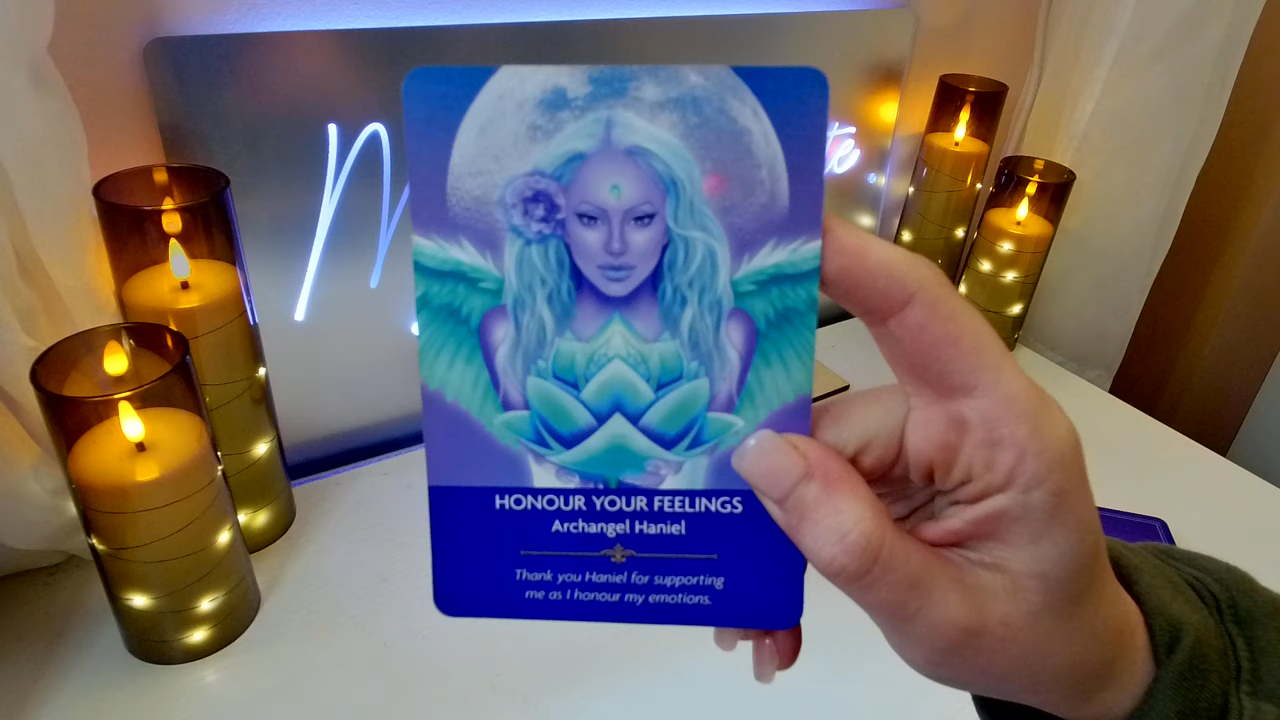 HONOUR YOUR FEELINGS
Archangel Haniel
Thank you Haniel for supporting
me as I honour my emotions.